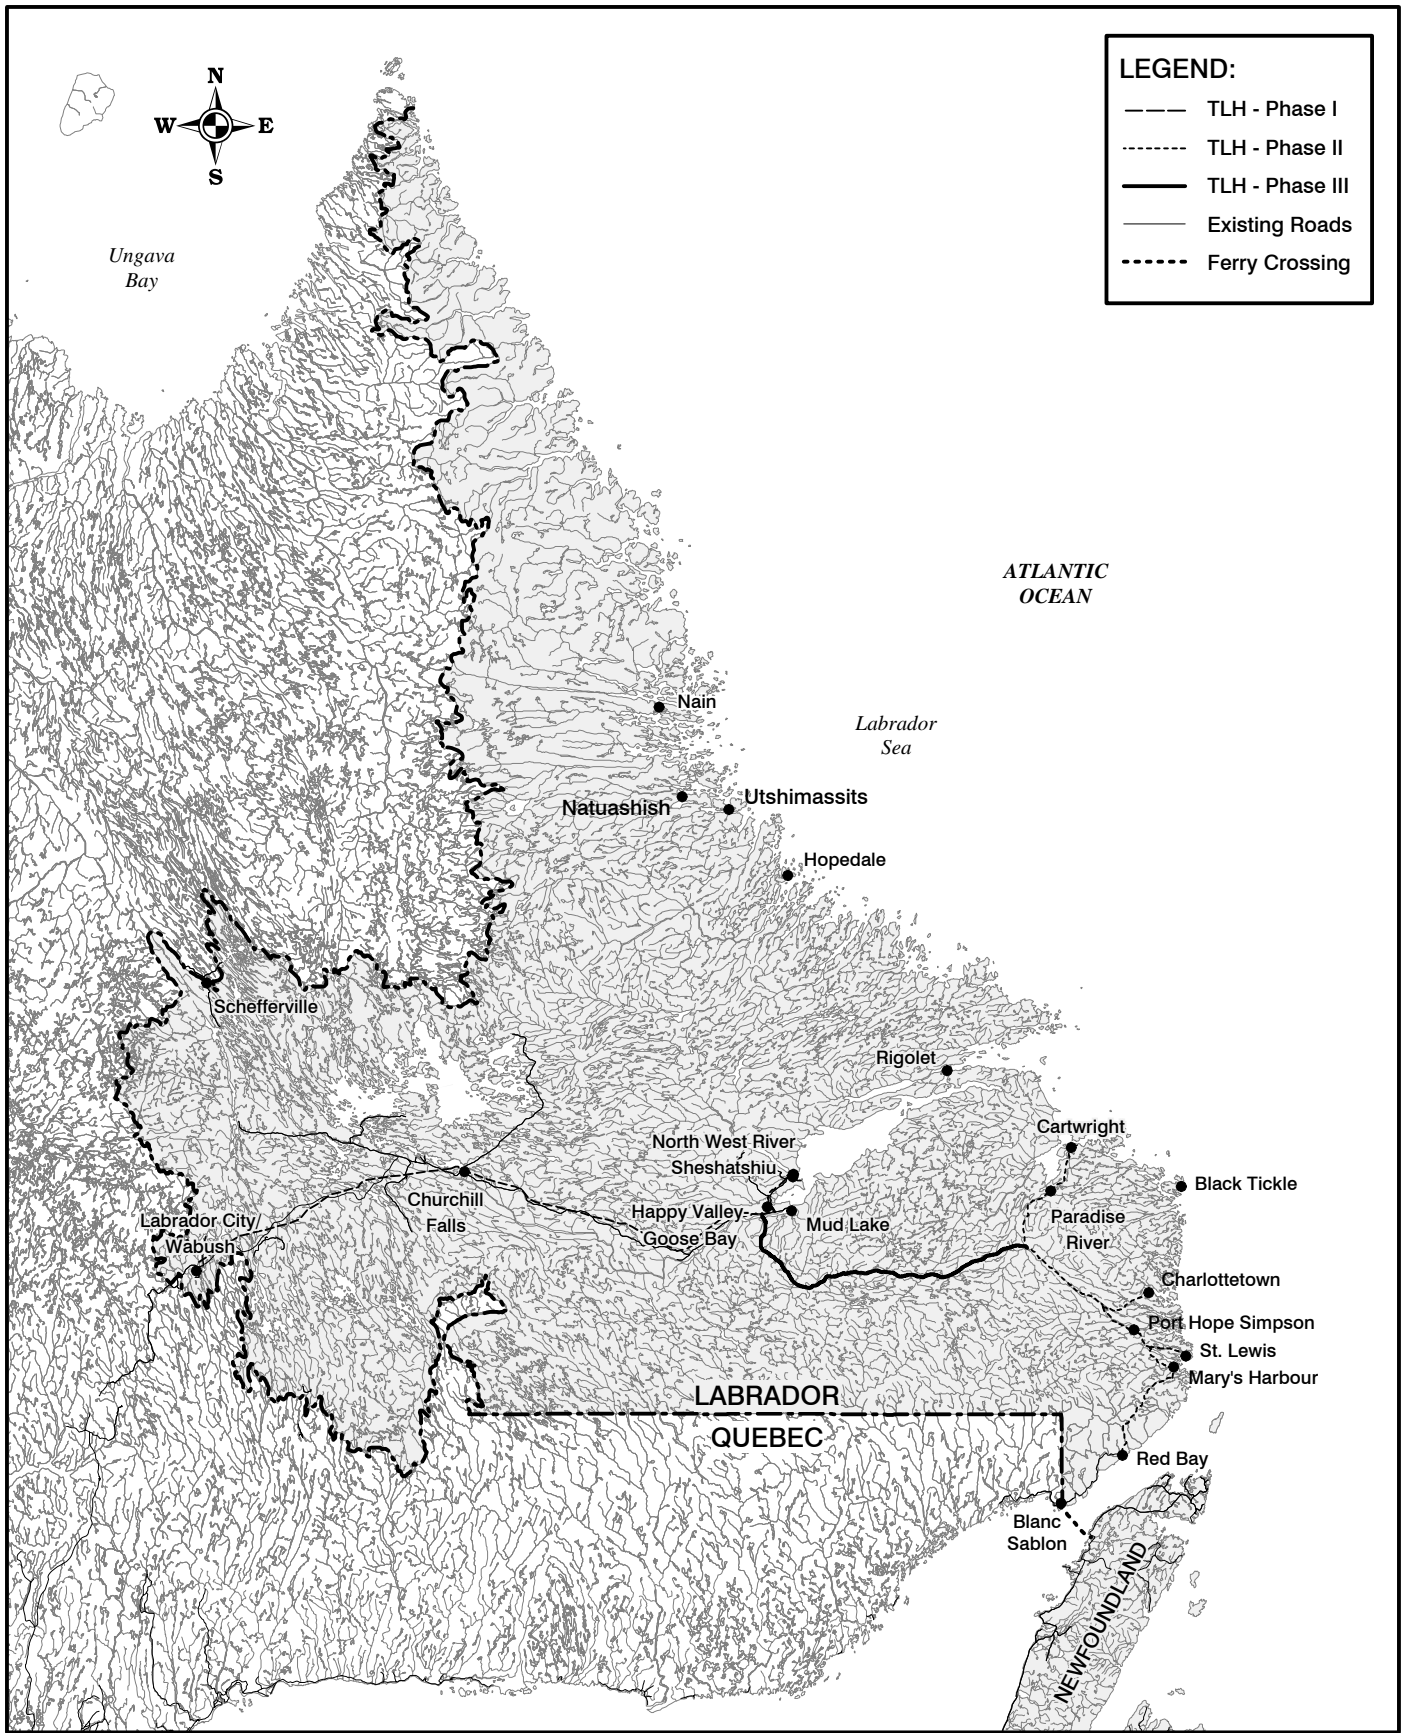 LEGEND:
TLH - Phase I
TLH - Phase II
TLH - Phase III
Existing Roads
Ferry Crossing
N
W
E
S
Ungava
Bay
ATLANTIC
OCEAN
Labrador
Sea
Nain
Natuashish
Utshimassits
Hopedale
Schefferville
Rigolet
Cartwright
North West River
Sheshatshiu
Black Tickle
Churchill
Falls
Happy Valley-
Goose Bay
Mud Lake
Paradise
River
Labrador City/
Wabush
Charlottetown
Port Hope Simpson
St. Lewis
Mary's Harbour
LABRADOR
QUEBEC
Red Bay
Blanc
Sablon
NEWFOUNDLAND